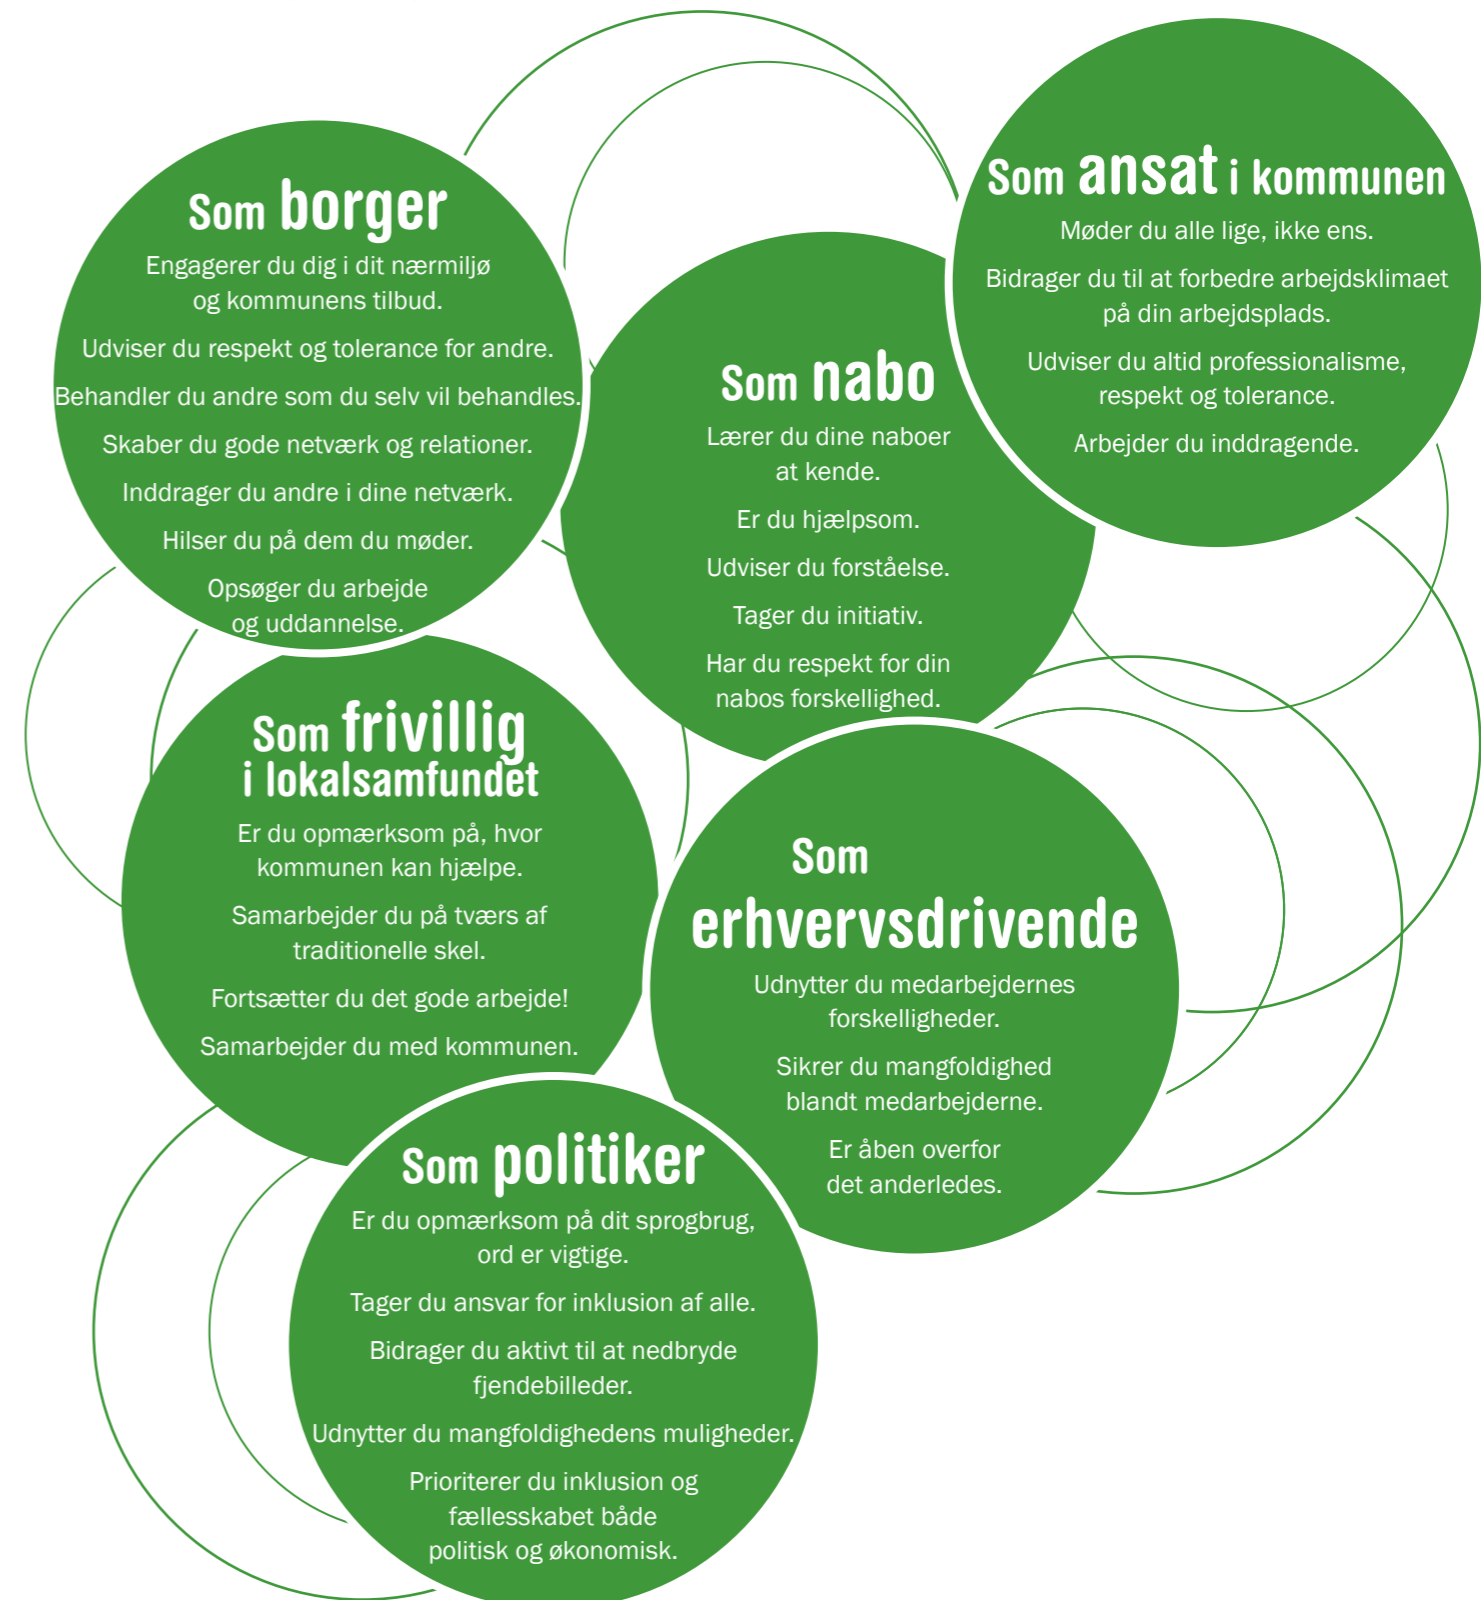 Som borger
Engagerer du dig i dit nærmiljø
og kommunens tilbud.
Udviser du respekt og tolerance for andre.
Behandler du andre som du selv vil behandles.
Skaber du gode netværk og relationer.
Inddrager du andre i dine netværk.
Hilser du på dem du møder.
Opsøger du arbejde
og uddannelse.
Som ansat i kommunen
Møder du alle lige, ikke ens.
Bidrager du til at forbedre arbejdsklimaet
på din arbejdsplads.
Udviser du altid professionalisme,
respekt og tolerance.
Arbejder du inddragende.
Som nabo
Lærer du dine naboer
at kende.
Er du hjælpsom.
Udviser du forståelse.
Tager du initiativ.
Har du respekt for din
nabos forskellighed.
Som frivillig
i lokalsamfundet
Er du opmærksom på, hvor
kommunen kan hjælpe.
Samarbejder du på tværs af
traditionelle skel.
Fortsætter du det gode arbejde!
Samarbejder du med kommunen.
Som
erhvervsdrivende
Udnytter du medarbejdernes
forskelligheder.
Sikrer du mangfoldighed
blandt medarbejderne.
Er åben overfor
det anderledes.
Som politiker
Er du opmærksom på dit sprogbrug,
ord er vigtige.
Tager du ansvar for inklusion af alle.
Bidrager du aktivt til at nedbryde
fjendebilleder.
Udnytter du mangfoldighedens muligheder.
Prioriterer du inklusion og
fællesskabet både
politisk og økonomisk.